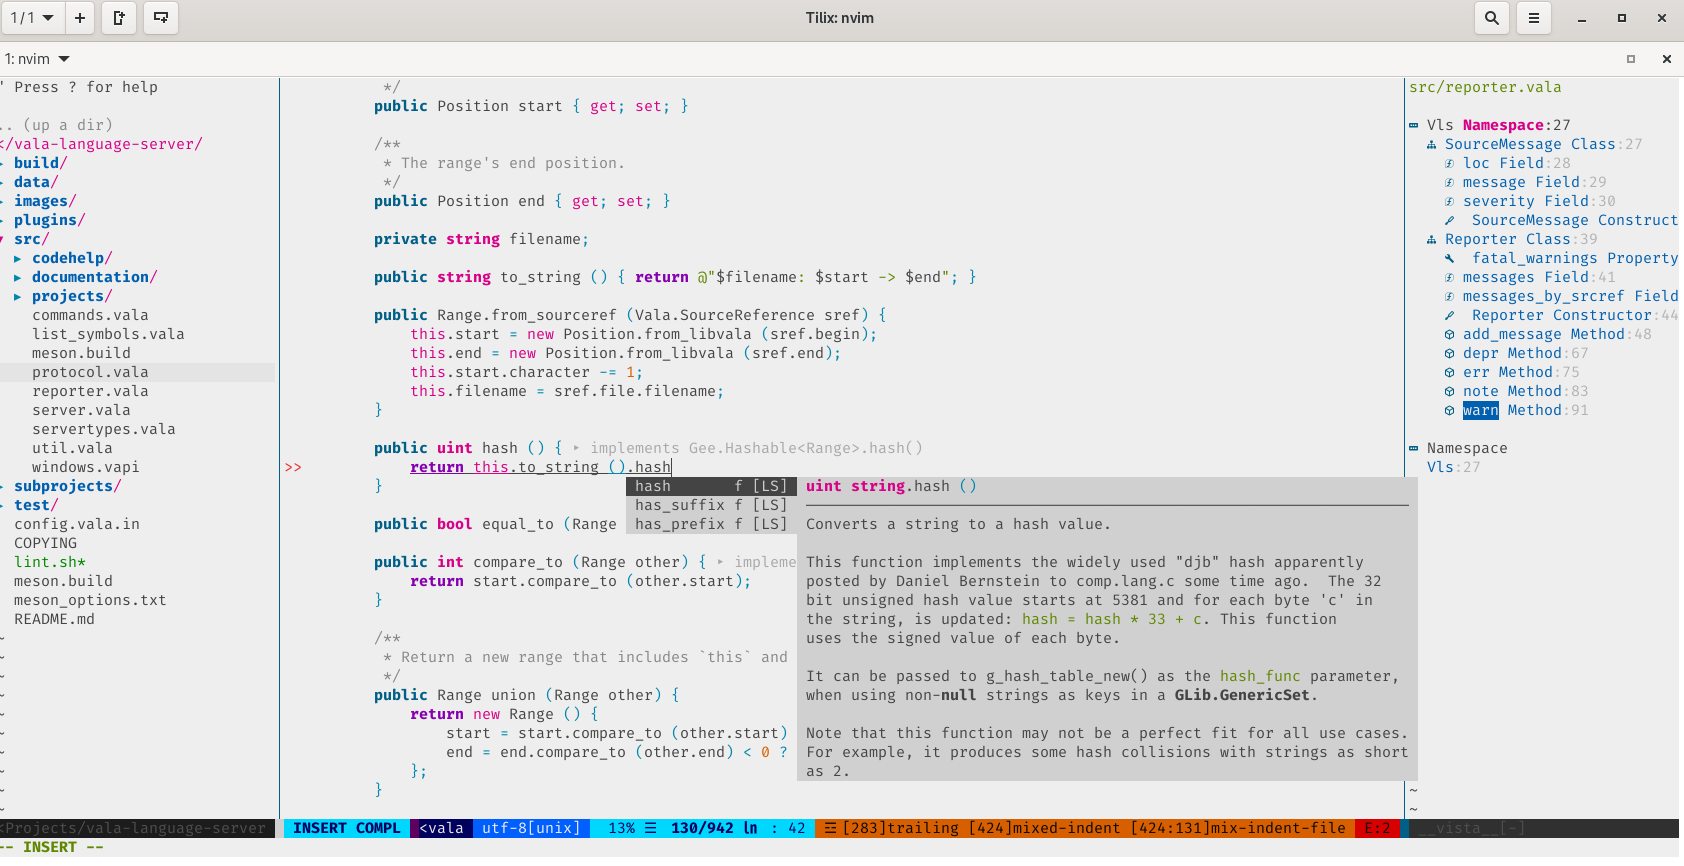 1/1
Tilix: nvim
1: nvim
" Press ? for help
.. (up a dir)
</vala-language-server/
build/
data/
images/
plugins/
src/
codehelp/
documentation/
projects/
commands.vala
list_symbols.vala
meson.build
protocol.vala
reporter.vala
server.vala
servertypes.vala
util.vala
windows.vapi
subprojects/
test/
config.vala.in
COPYING
lint.sh*
meson.build
meson_options.txt
README.md
~
~
~
~
~
~
~
~
~
~
<Projects/vala-language-server
*/
public Position start { get; set; }
/**
* The range's end position.
*/
public Position end { get; set; }
private string filename;
public string to_string () { return @"$filename: $start -> $end"; }
public Range.from_sourceref (Vala.SourceReference sref) {
this.start = new Position.from_libvala (sref.begin);
this.end = new Position.from_libvala (sref.end);
this.start.character -= 1;
this.filename = sref.file.filename;
}
public uint hash () { ▸ implements Gee.Hashable<Range>.hash()
>> return this.to_string ().hash
}
public bool equal_to (Range
public int compare_to (Range other) { ▸ impleme
return start.compare_to (other.start);
}
/**
* Return a new range that includes `this` and
*/
public Range union (Range other) {
return new Range () {
start = start.compare_to (other.start)
end = end.compare_to (other.end) < 0 ?
};
}
hash f [LS]
has_suffix f [LS]
has_prefix f [LS]
uint string.hash ()
Converts a string to a hash value.
This function implements the widely used "djb" hash apparently
posted by Daniel Bernstein to comp.lang.c some time ago.  The 32
bit unsigned hash value starts at 5381 and for each byte 'c' in
the string, is updated: hash = hash * 33 + c. This function
uses the signed value of each byte.
It can be passed to g_hash_table_new() as the hash_func parameter,
when using non-null strings as keys in a GLib.GenericSet.
Note that this function may not be a perfect fit for all use cases.
For example, it produces some hash collisions with strings as short
as 2.
src/reporter.vala
Vls Namespace:27
SourceMessage Class:27
loc Field:28
message Field:29
severity Field:30
SourceMessage Construct
Reporter Class:39
fatal_warnings Property
messages Field:41
messages_by_srcref Field
Reporter Constructor:44
add_message Method:48
depr Method:67
err Method:75
note Method:83
warn Method:91
Namespace
Vls:27
~
~
INSERT COMPL <vala utf-8[unix] 13% ☰ 130/942 ln : 42 ☲ [283]trailing [424]mixed-indent [424:131]mix-indent-file E:2 __vista__[-]
-- INSERT --